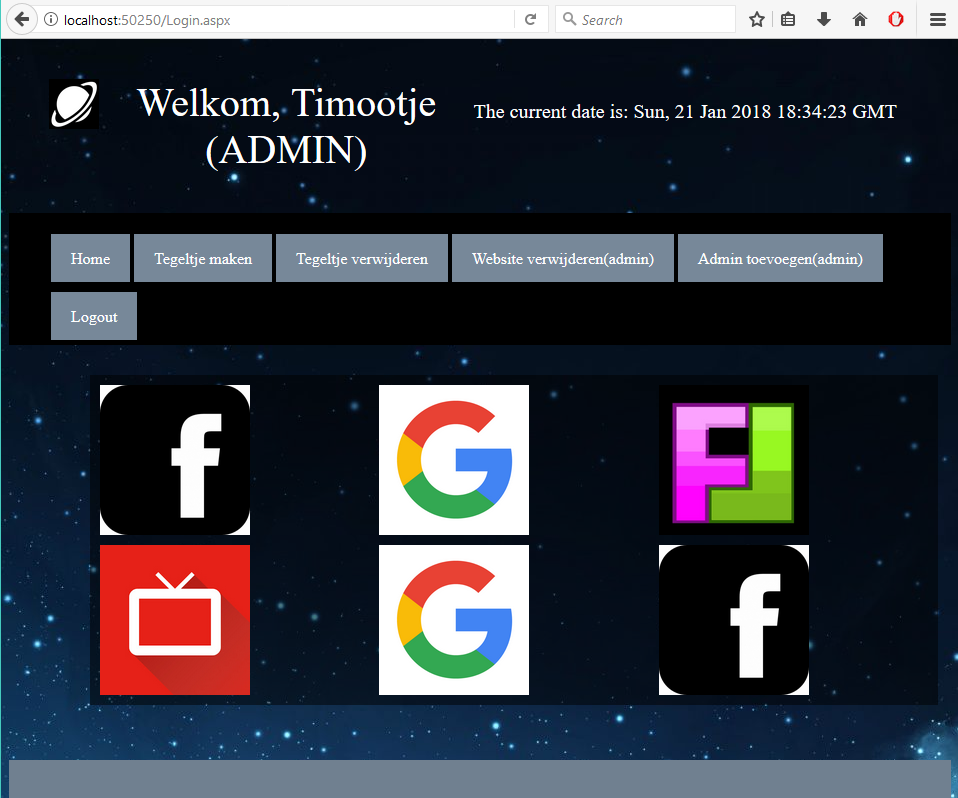 localhost:50250/Login.aspx
Search
Welkom, Timootje
(ADMIN)
The current date is: Sun, 21 Jan 2018 18:34:23 GMT
Home
Tegeltje maken
Tegeltje verwijderen
Website verwijderen(admin)
Admin toevoegen(admin)
Logout
f
G
FJ
G
f